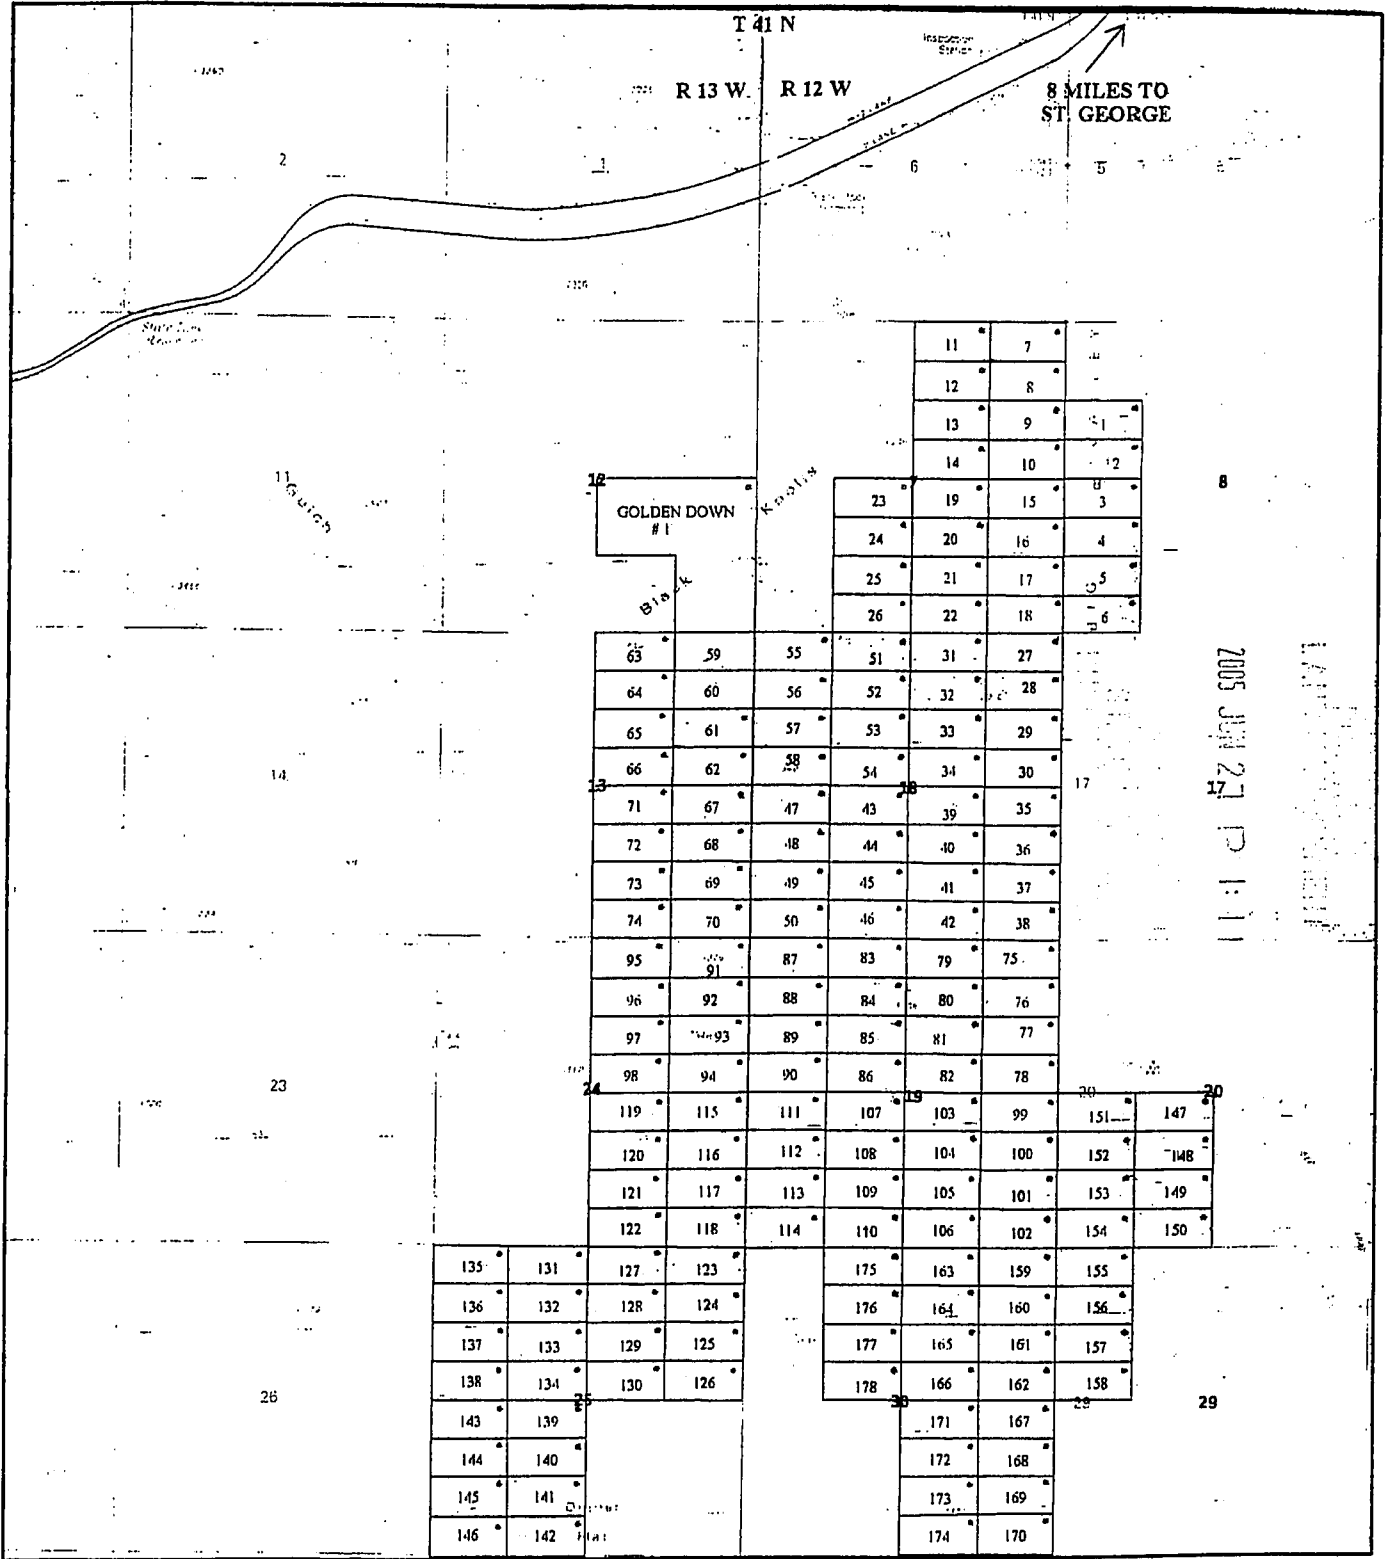 T 41 N
Inspection
Station
R 13 W. R 12 W
8 MILES TO
ST. GEORGE
2 1 6 5
11 7
12 8
13 9 1
14 10 2
11 12 7 8
Gulch
Knolls
GOLDEN DOWN
# 1
23 19 15 3
24 20 16 4
25 21 17 5
Black
26 22 18 6
63 59 55 51 31 27
64 60 56 52 32 28
65 61 57 53 33 29
66 62 58 54 34 30
14 13 18 17 17
71 67 47 43 39 35
72 68 48 44 40 36
73 69 49 45 41 37
74 70 50 46 42 38
2005 JUN 27 P 1: 11
95 91 87 83 79 75
96 92 88 84 80 76
97 93 89 85 81 77
98 94 90 86 82 78
23 24 19 20 20
119 115 111 107 103 99 151 147
120 116 112 108 104 100 152 148
121 117 113 109 105 101 153 149
122 118 114 110 106 102 154 150
135 131 127 123 175 163 159 155
136 132 128 124 176 164 160 156
137 133 129 125 177 165 161 157
138 134 130 126 178 166 162 158
26 25 30 29 29
143 139 171 167
144 140 172 168
145 141 173 169
146 142 174 170
Flat